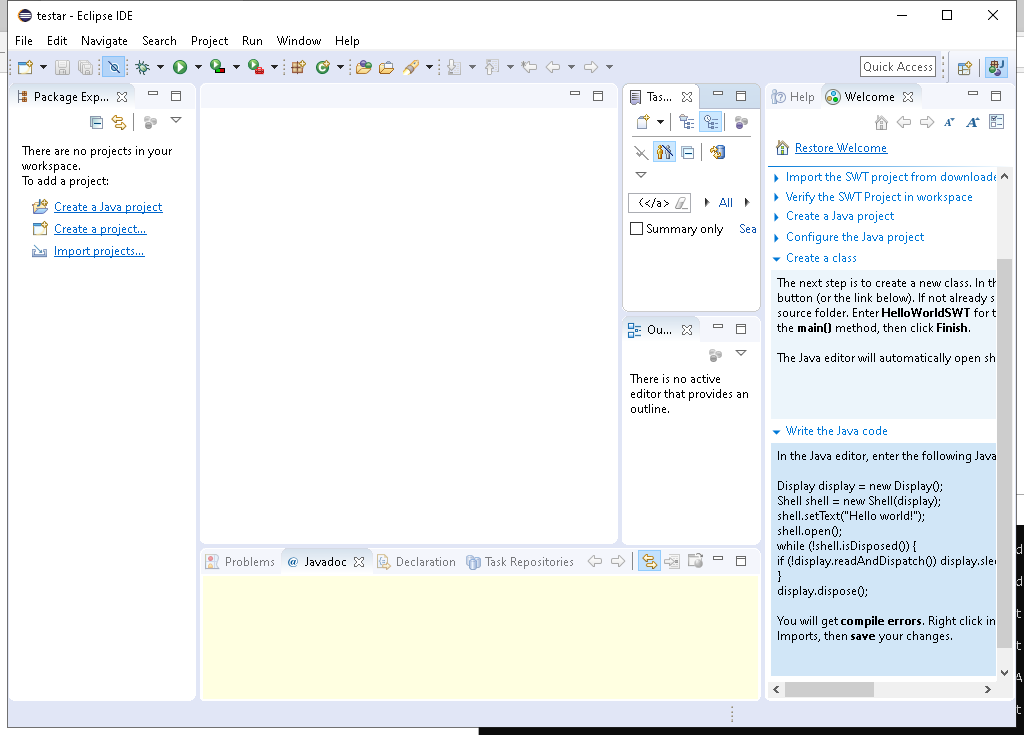 testar - Eclipse IDE
File Edit Navigate Search Project Run Window Help
Quick Access
Package Exp...
There are no projects in your
workspace.
To add a project:
Create a Java project
Create a project...
Import projects...
Tas...
(</a>
All
Summary only
Sea
Ou...
There is no active
editor that provides an
outline.
Help
Welcome
Restore Welcome
Import the SWT project from downloade
Verify the SWT Project in workspace
Create a Java project
Configure the Java project
Create a class
The next step is to create a new class. In th
button (or the link below). If not already s
source folder. Enter HelloWorldSWT for t
the main() method, then click Finish.
The Java editor will automatically open sh
Write the Java code
In the Java editor, enter the following Java
Display display = new Display();
Shell shell = new Shell(display);
shell.setText("Hello world!");
shell.open();
while (!shell.isDisposed()) {
if (!display.readAndDispatch()) display.slee
}
display.dispose();
You will get compile errors. Right click in
Imports, then save your changes.
Problems
@ Javadoc
Declaration
Task Repositories